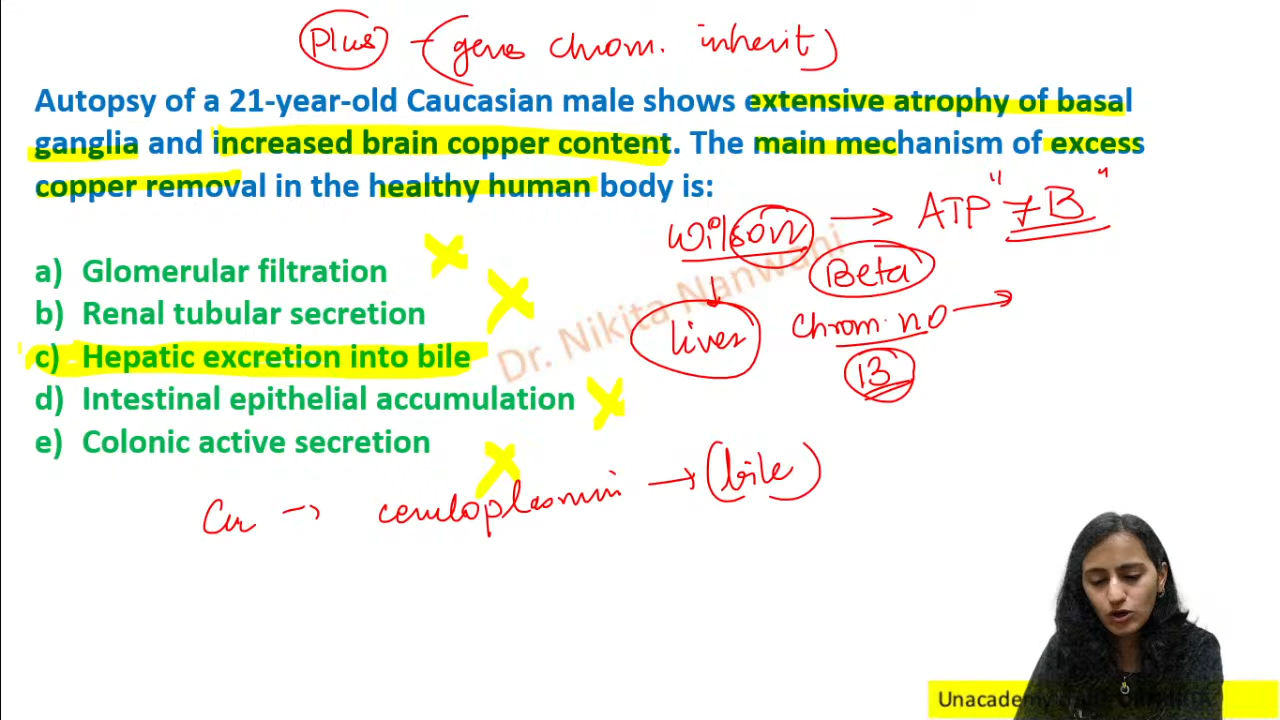 Plus - (gene chrom. inherit)
Autopsy of a 21-year-old Caucasian male shows extensive atrophy of basal
ganglia and increased brain copper content. The main mechanism of excess
copper removal in the healthy human body is:
Wilson → ATP "7B"
Beta
liver
Chrom. no →
13
a) Glomerular filtration
b) Renal tubular secretion
c) Hepatic excretion into bile
d) Intestinal epithelial accumulation
e) Colonic active secretion
Cu → ceruloplasmin → (bile)
Dr. Nikita Nanwani
Unacademy